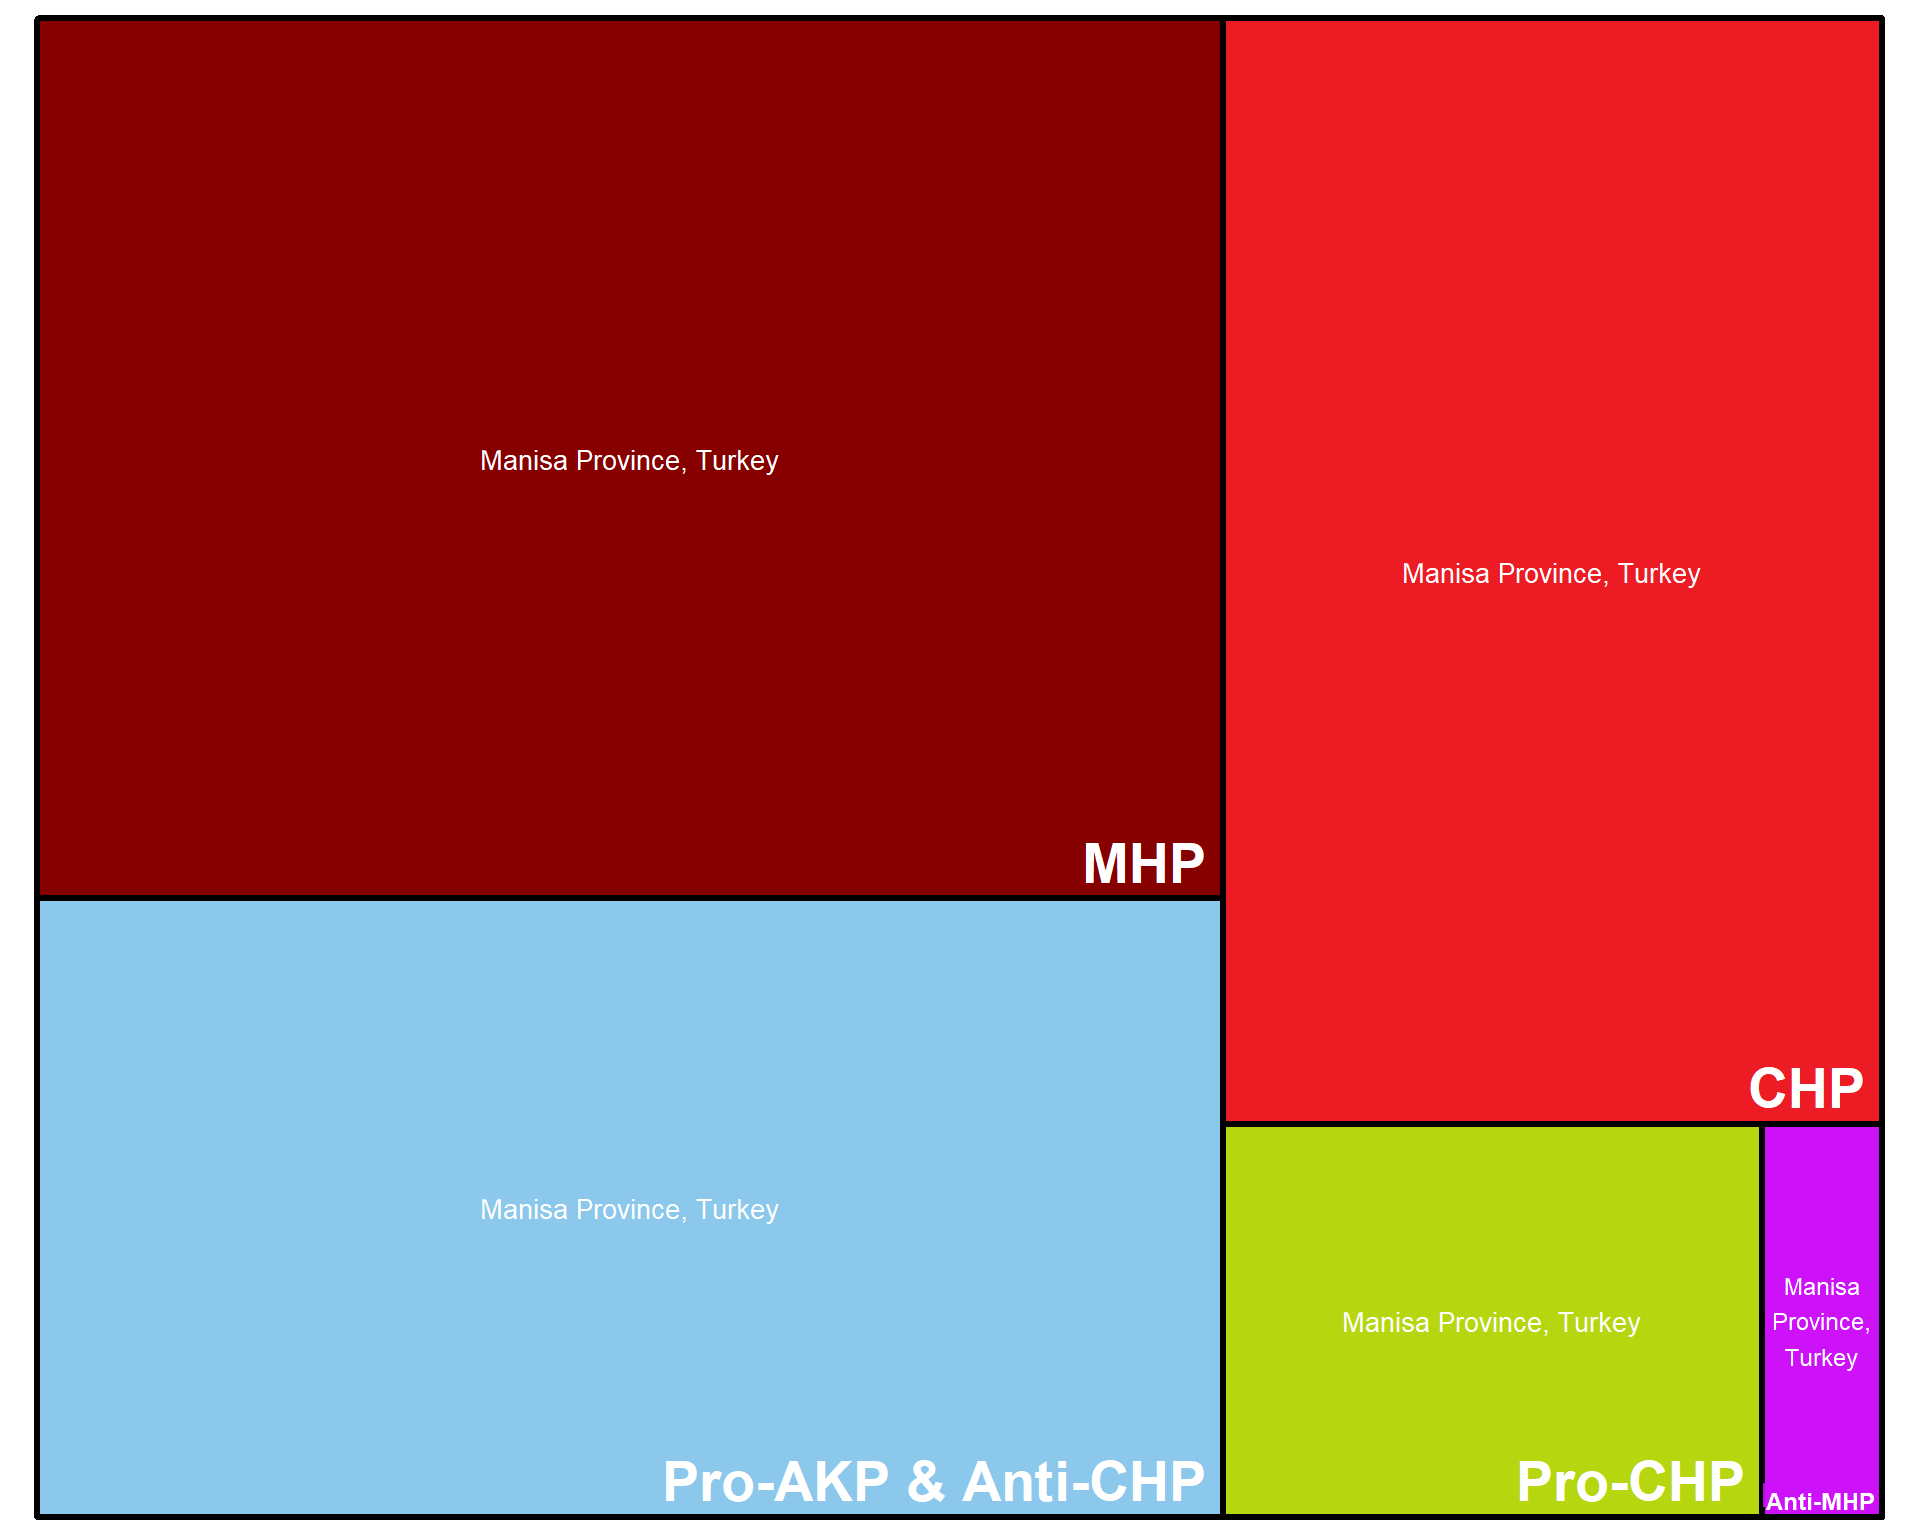 Manisa Province, Turkey
MHP
Manisa Province, Turkey
CHP
Manisa Province, Turkey
Pro-AKP & Anti-CHP
Manisa Province, Turkey
Pro-CHP
Manisa
Province,
Turkey
Anti-MHP